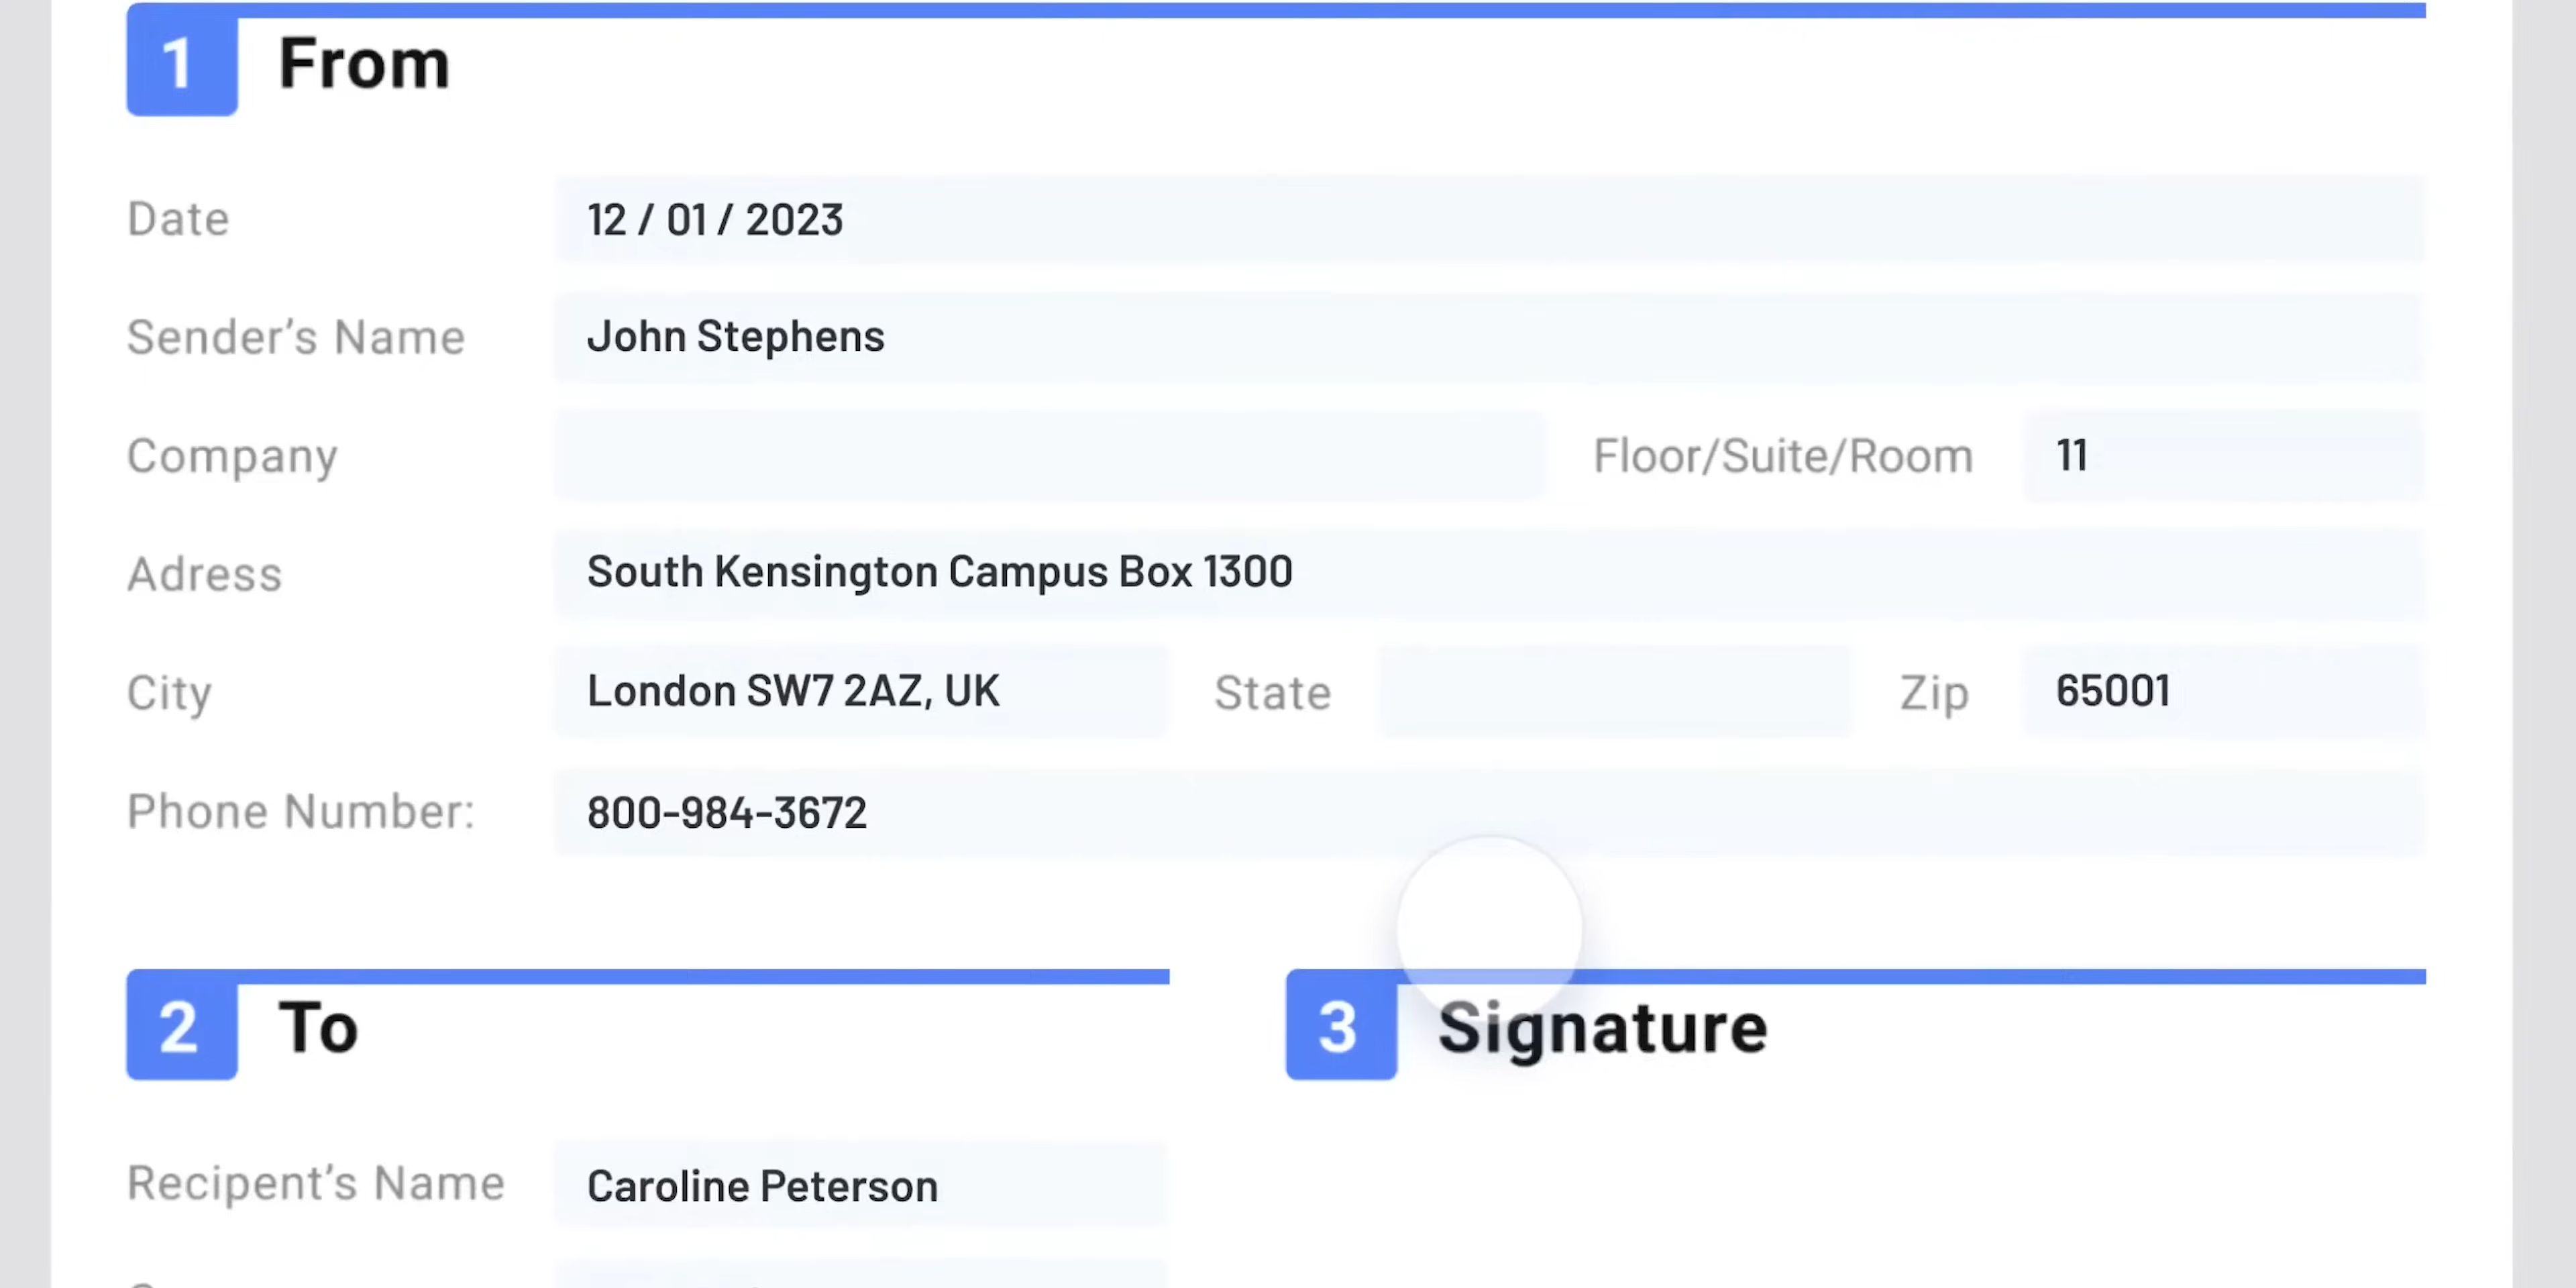 1 From
Date 12 / 01 / 2023
Sender’s Name John Stephens
Company Floor/Suite/Room 11
Adress South Kensington Campus Box 1300
City London SW7 2AZ, UK State Zip 65001
Phone Number: 800-984-3672
2 To
3 Signature
Recipent’s Name Caroline Peterson